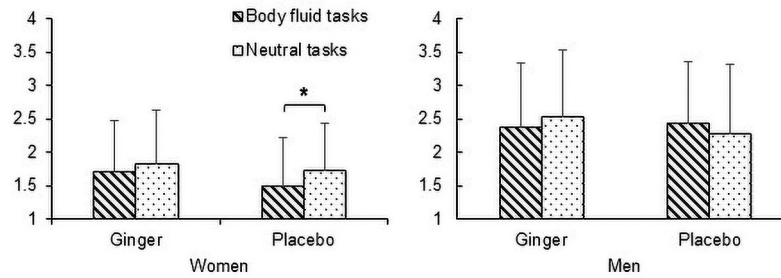 4
3.5
3
2.5
2
1.5
1
Body fluid tasks
Neutral tasks
*
Ginger Placebo
Women
4
3.5
3
2.5
2
1.5
1
Ginger Placebo
Men